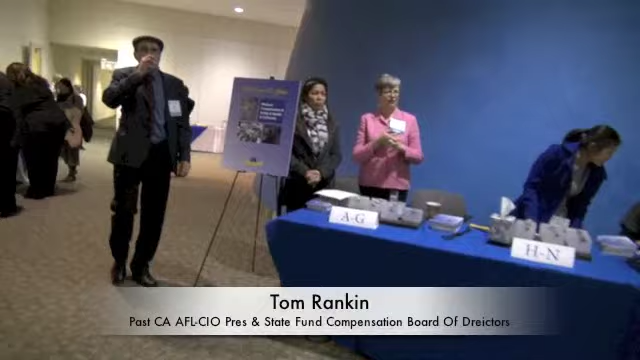 A-G
H-N
Tom Rankin
Past CA AFL-CIO Pres & State Fund Compensation Board Of Dreictors